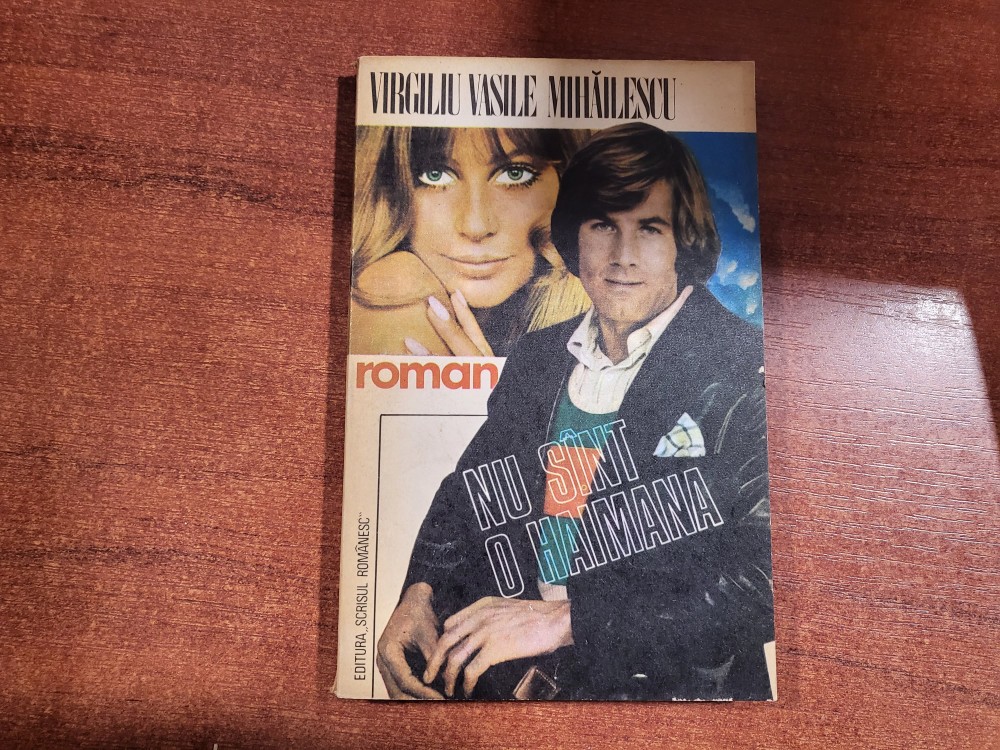 VIRGILIU VASILE MIHĂILESCU
roman
NU SÎNT
O HAIMANA
EDITURA „SCRISUL ROMÂNESC"